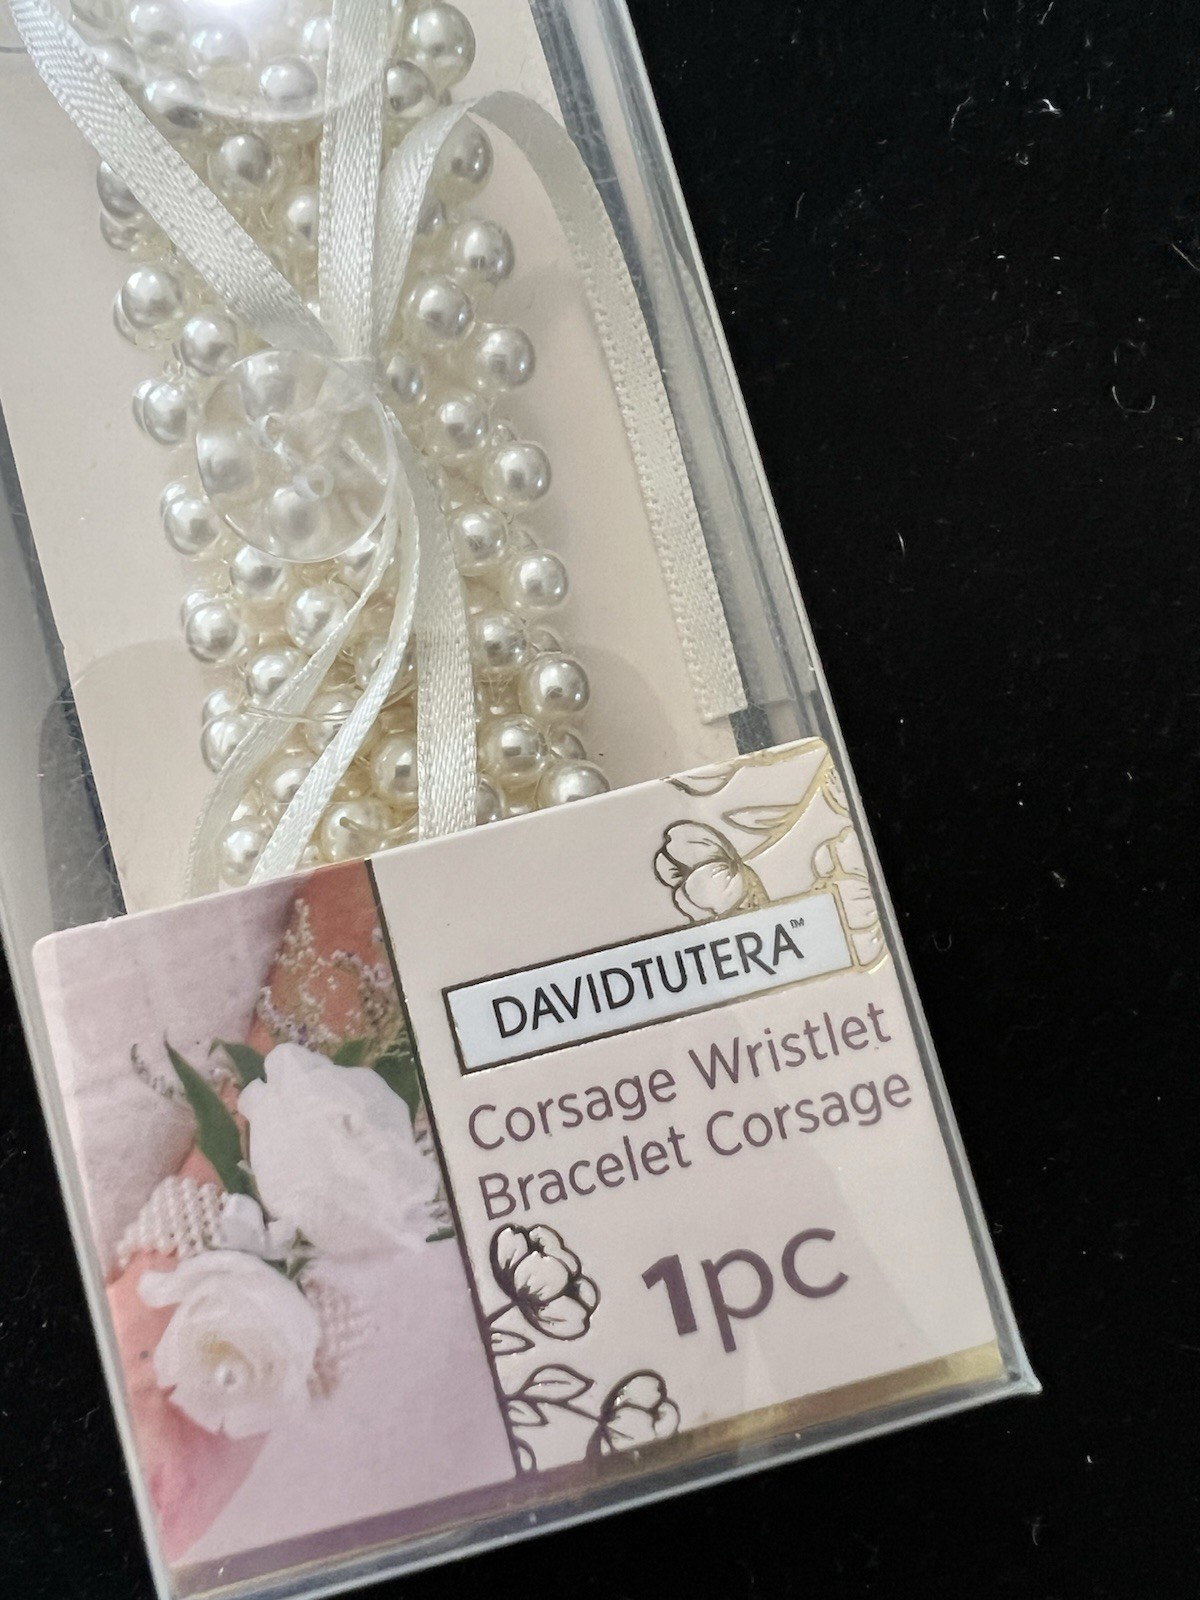 DAVIDTUTERA™
Corsage Wristlet
Bracelet Corsage
1pc